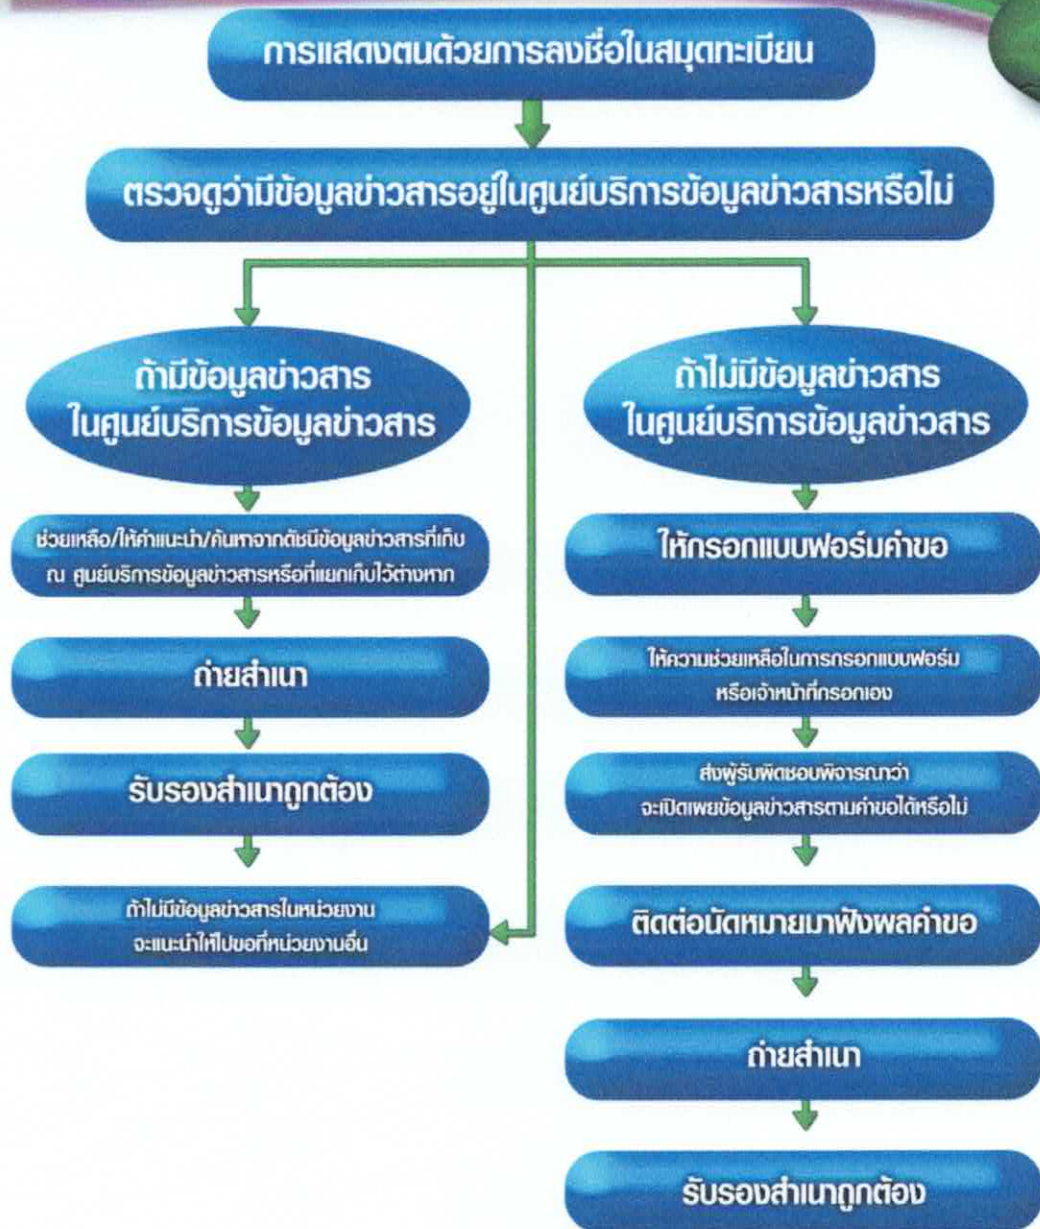 การแสดงตนด้วยการลงชื่อในสมุดทะเบียน
ตรวจดูว่ามีข้อมูลข่าวสารอยู่ในศูนย์บริการข้อมูลข่าวสารหรือไม่
ถ้ามีข้อมูลข่าวสาร
ในศูนย์บริการข้อมูลข่าวสาร
ช่วยเหลือ/ให้คำแนะนำ/ค้นหาจากดัชนีข้อมูลข่าวสารที่เก็บ
ณ ศูนย์บริการข้อมูลข่าวสารหรือที่แยกเก็บไว้ต่างหาก
ถ่ายสำเนา
รับรองสำเนาถูกต้อง
ถ้าไม่มีข้อมูลข่าวสารในหน่วยงาน
จะแนะนำให้ไปขอที่หน่วยงานอื่น
ถ้าไม่มีข้อมูลข่าวสาร
ในศูนย์บริการข้อมูลข่าวสาร
ให้กรอกแบบฟอร์มคำขอ
ให้ความช่วยเหลือในการกรอกแบบฟอร์ม
หรือเจ้าหน้าที่กรอกเอง
ส่งผู้รับผิดชอบพิจารณาว่า
จะเปิดเผยข้อมูลข่าวสารตามคำขอได้หรือไม่
ติดต่อนัดหมายมาฟังผลคำขอ
ถ่ายสำเนา
รับรองสำเนาถูกต้อง